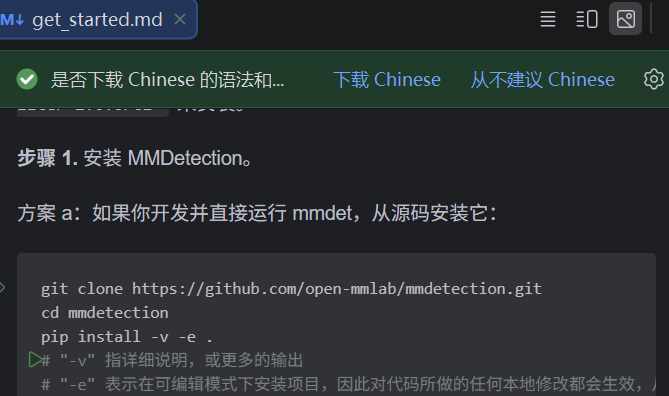 M↓ get_started.md
是否下载 Chinese 的语法和... 下载 Chinese 从不建议 Chinese
步骤 1. 安装 MMDetection。
方案 a：如果你开发并直接运行 mmdet，从源码安装它：
git clone https://github.com/open-mmlab/mmdetection.git
cd mmdetection
pip install -v -e .
# "-v" 指详细说明，或更多的输出
# "-e" 表示在可编辑模式下安装项目，因此对代码所做的任何本地修改都会生效，